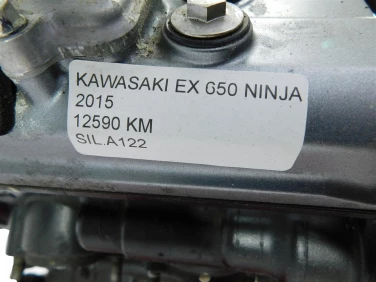 KAWASAKI EX 650 NINJA
2015
12590 KM
SIL.A122